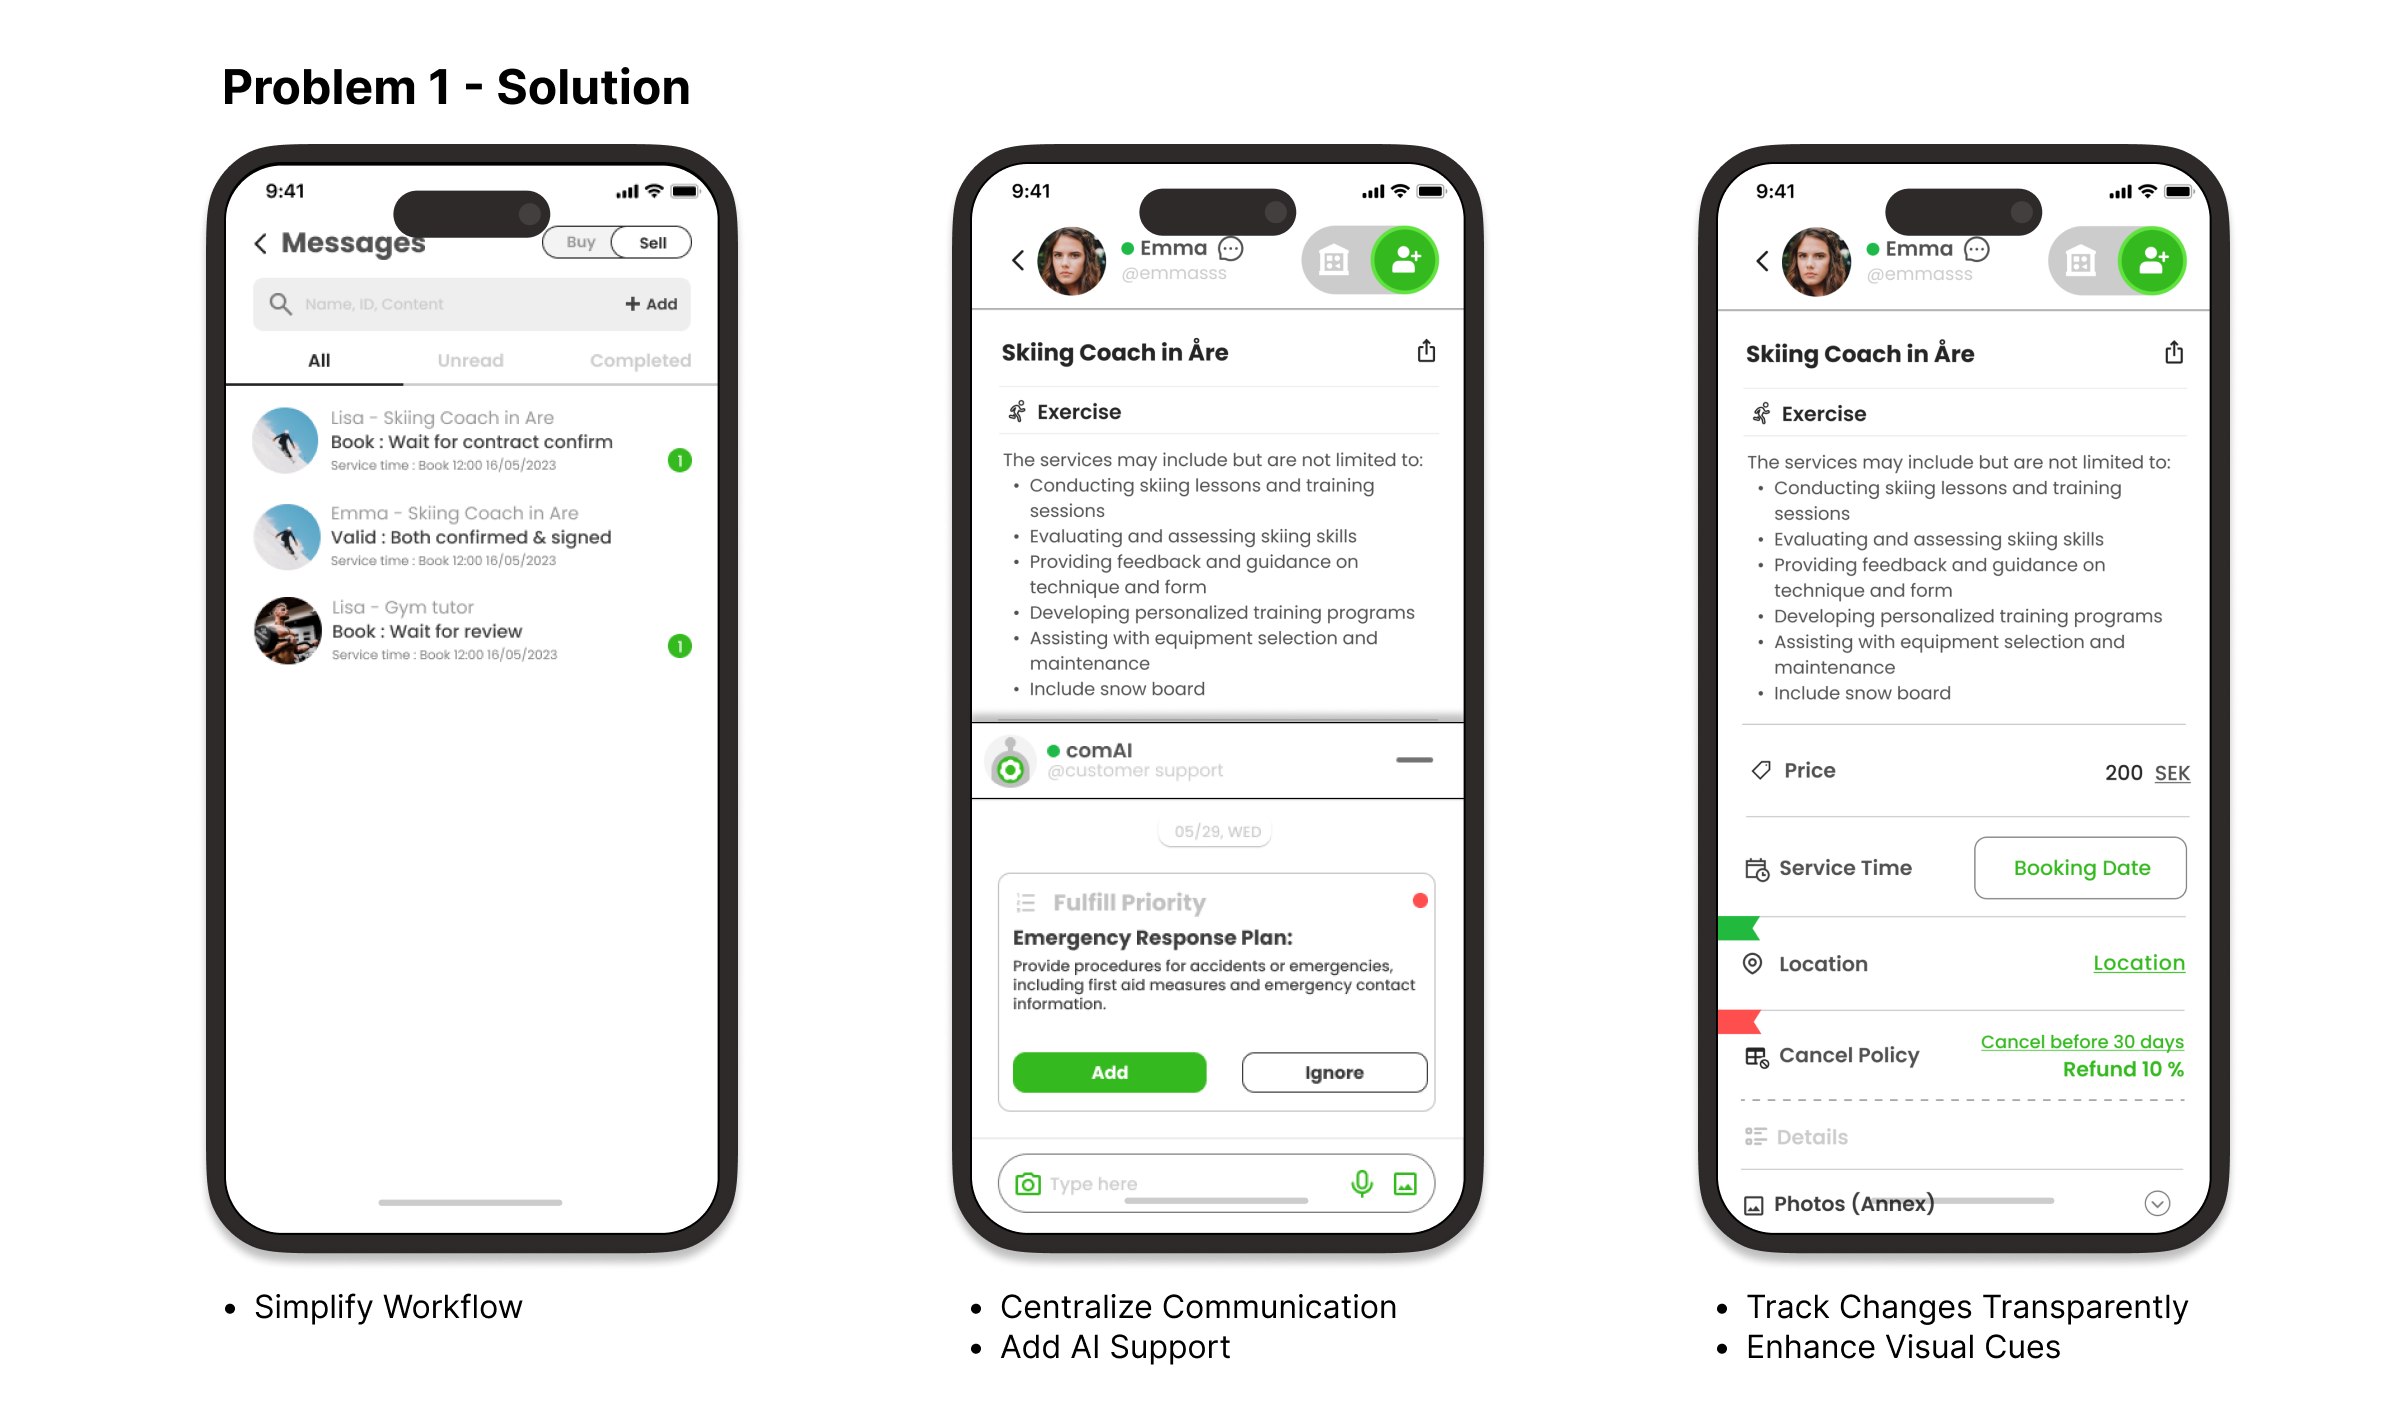 Problem 1 - Solution
9:41
Messages
Buy
Sell
Name, ID, Content
+ Add
All
Unread
Completed
Lisa - Skiing Coach in Are
Book : Wait for contract confirm
Service time : Book 12:00 16/05/2023
1
Emma - Skiing Coach in Are
Valid : Both confirmed & signed
Service time : Book 12:00 16/05/2023
Lisa - Gym tutor
Book : Wait for review
Service time : Book 12:00 16/05/2023
1
• Simplify Workflow
9:41
Emma
@emmasss
Skiing Coach in Åre
Exercise
The services may include but are not limited to:
• Conducting skiing lessons and training
sessions
• Evaluating and assessing skiing skills
• Providing feedback and guidance on
technique and form
• Developing personalized training programs
• Assisting with equipment selection and
maintenance
• Include snow board
comAI
@customer support
05/29, WED
Fulfill Priority
Emergency Response Plan:
Provide procedures for accidents or emergencies,
including first aid measures and emergency contact
information.
Add
Ignore
Type here
• Centralize Communication
• Add AI Support
9:41
Emma
@emmasss
Skiing Coach in Åre
Exercise
The services may include but are not limited to:
• Conducting skiing lessons and training
sessions
• Evaluating and assessing skiing skills
• Providing feedback and guidance on
technique and form
• Developing personalized training programs
• Assisting with equipment selection and
maintenance
• Include snow board
Price
200 SEK
Service Time
Booking Date
Location
Location
Cancel Policy
Cancel before 30 days
Refund 10 %
Details
Photos (Annex)
• Track Changes Transparently
• Enhance Visual Cues